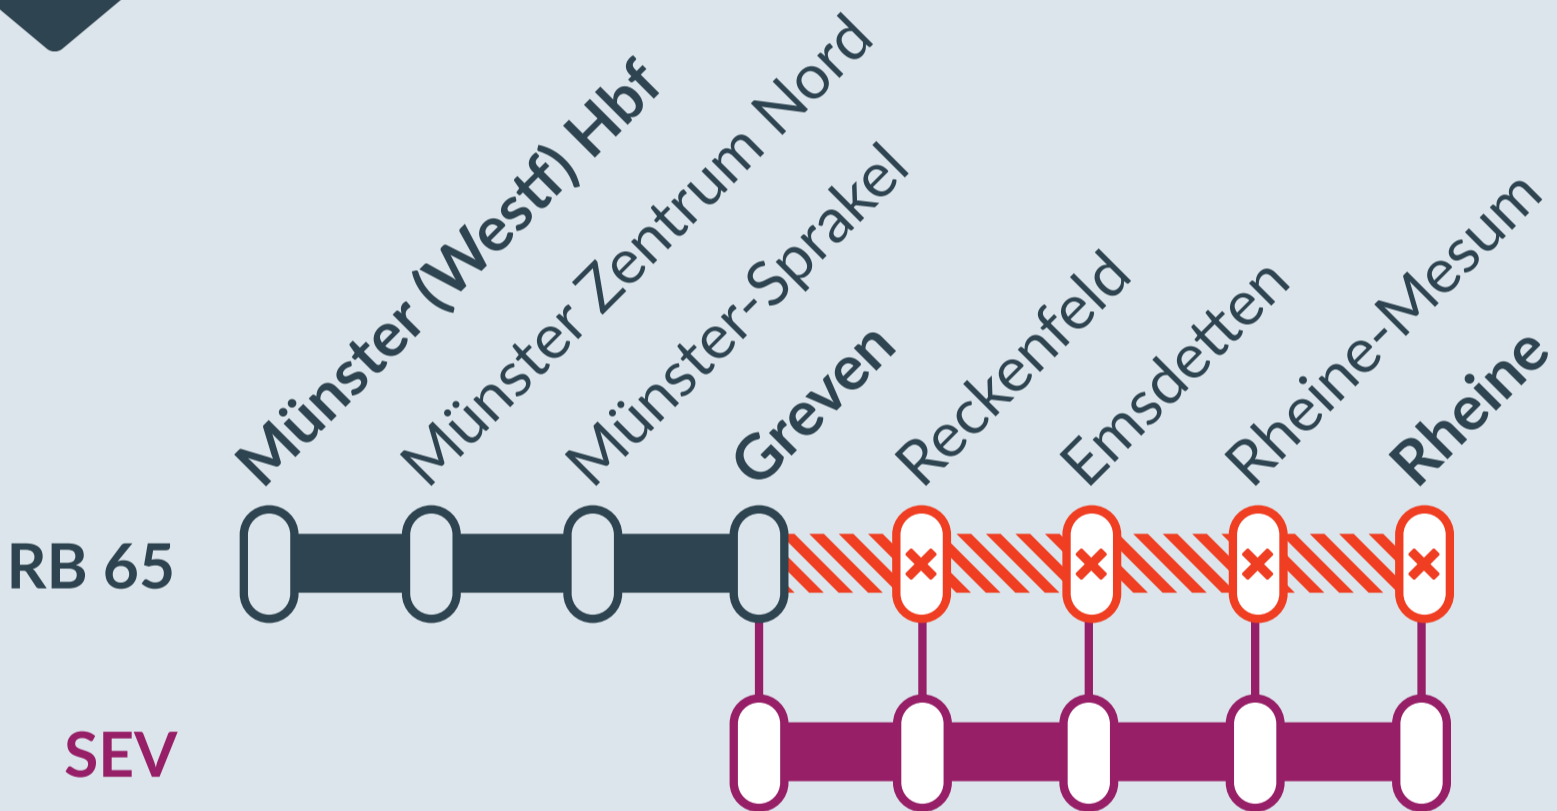 Münster (Westf) Hbf
Münster Zentrum Nord
Münster-Sprakel
Greven
Reckenfeld
Emsdetten
Rheine-Mesum
Rheine
RB 65
SEV